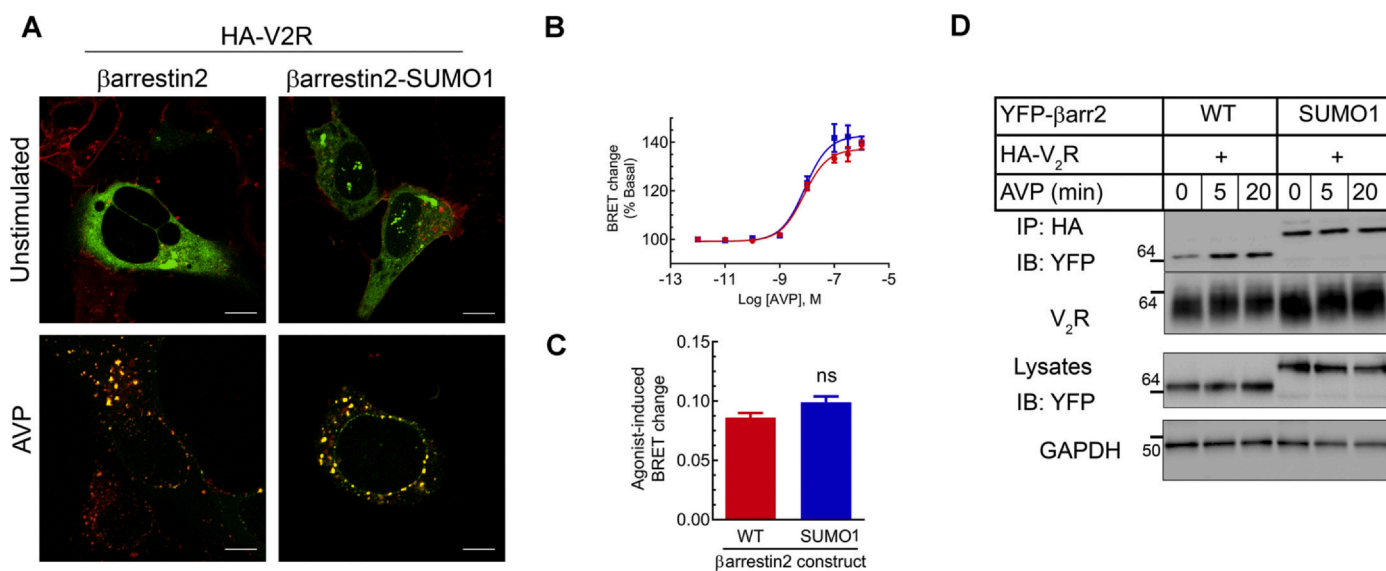 A
HA-V2R
βarrestin2
βarrestin2-SUMO1
Unstimulated
AVP
B
BRET change
(% Basal)
140
120
100
-13
-11
-9
-7
-5
Log [AVP], M
C
Agonist-induced
BRET change
0.15
0.10
0.05
0.00
ns
WT
SUMO1
βarrestin2 construct
D
YFP-βarr2
WT
SUMO1
HA-V₂R
+
+
AVP (min)
0
5
20
0
5
20
IP: HA
IB: YFP
64
V₂R
64
Lysates
IB: YFP
64
GAPDH
50